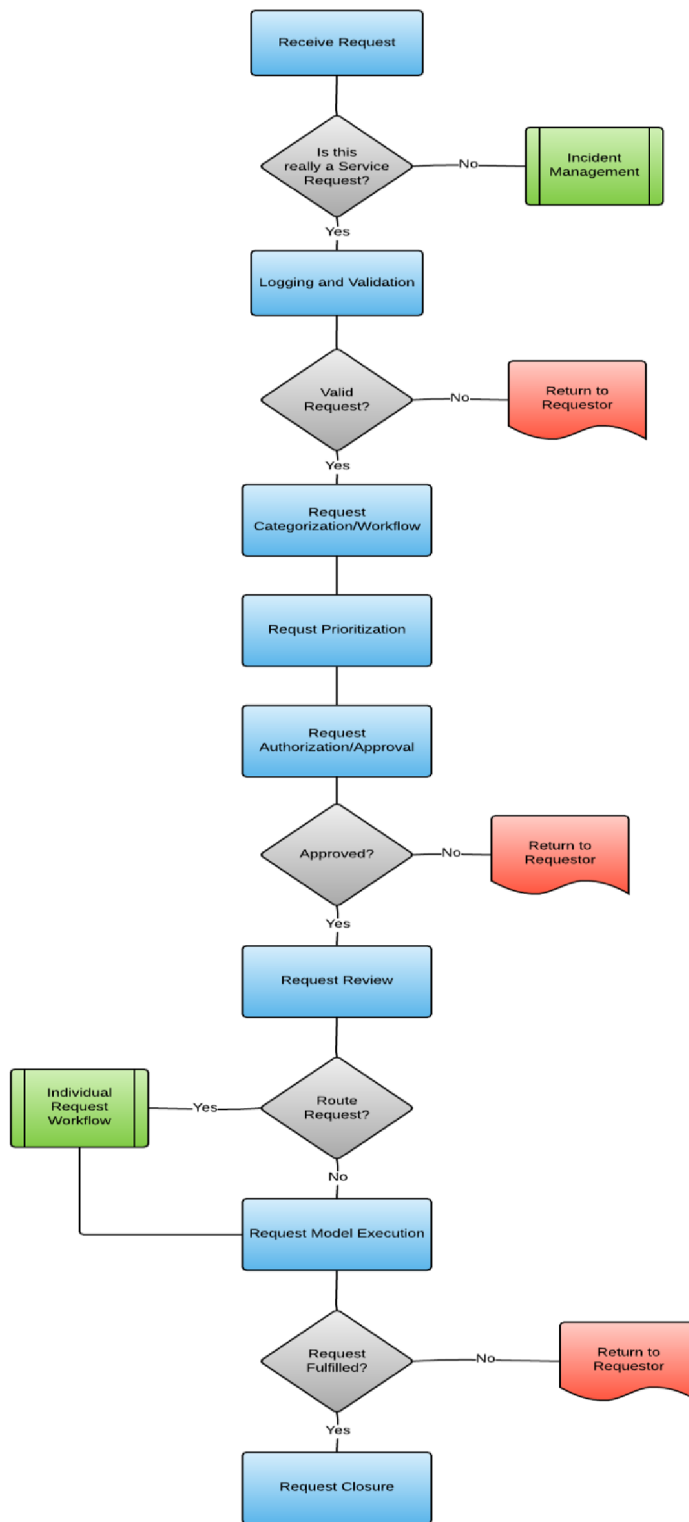 Receive Request
Is this
really a Service
Request?
No
Incident
Management
Yes
Logging and Validation
Valid
Request?
No
Return to
Requestor
Yes
Request
Categorization/Workflow
Requst Prioritization
Request
Authorization/Approval
Approved?
No
Return to
Requestor
Yes
Request Review
Individual
Request
Workflow
Yes
Route
Request?
No
Request Model Execution
Request
Fulfilled?
No
Return to
Requestor
Yes
Request Closure